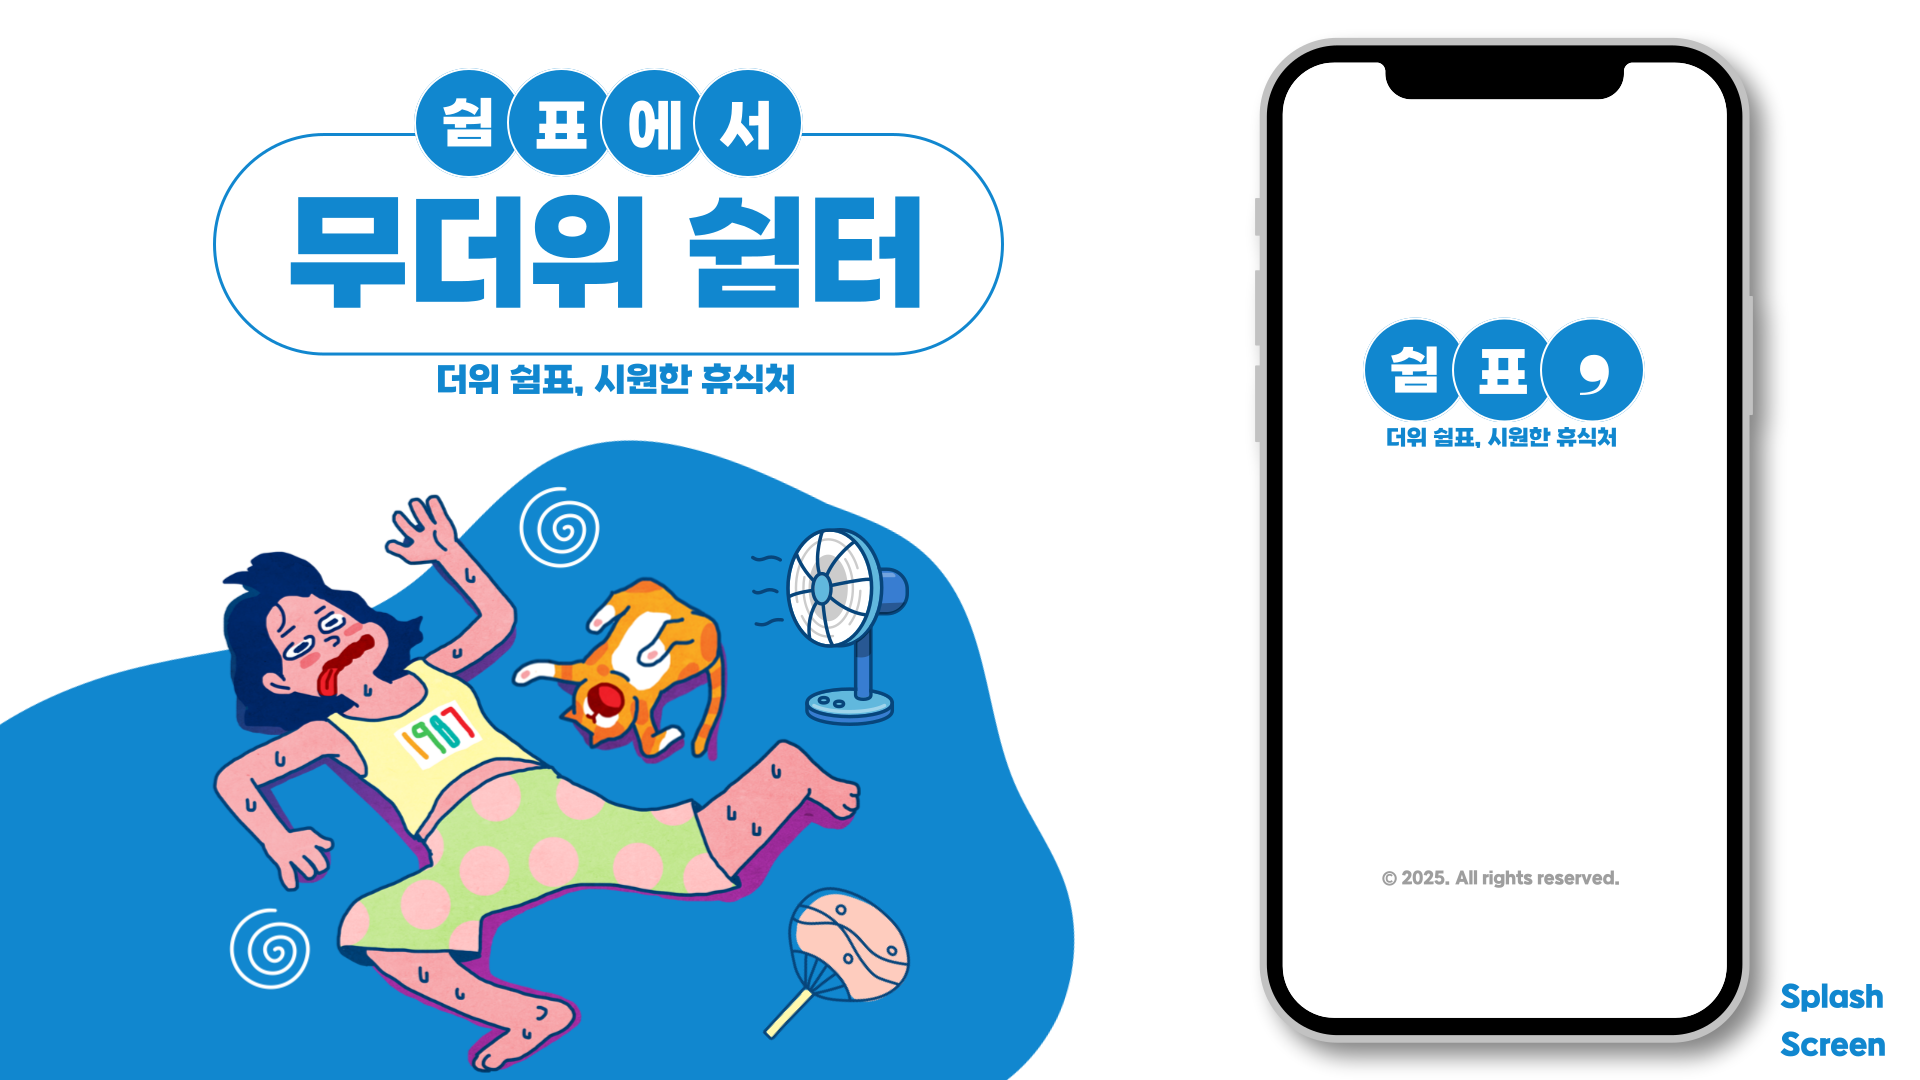 쉼표에서
무더위 쉼터
더위 쉼표, 시원한 휴식처
1987
쉼표,
더위 쉼표, 시원한 휴식처
© 2025. All rights reserved.
Splash
Screen